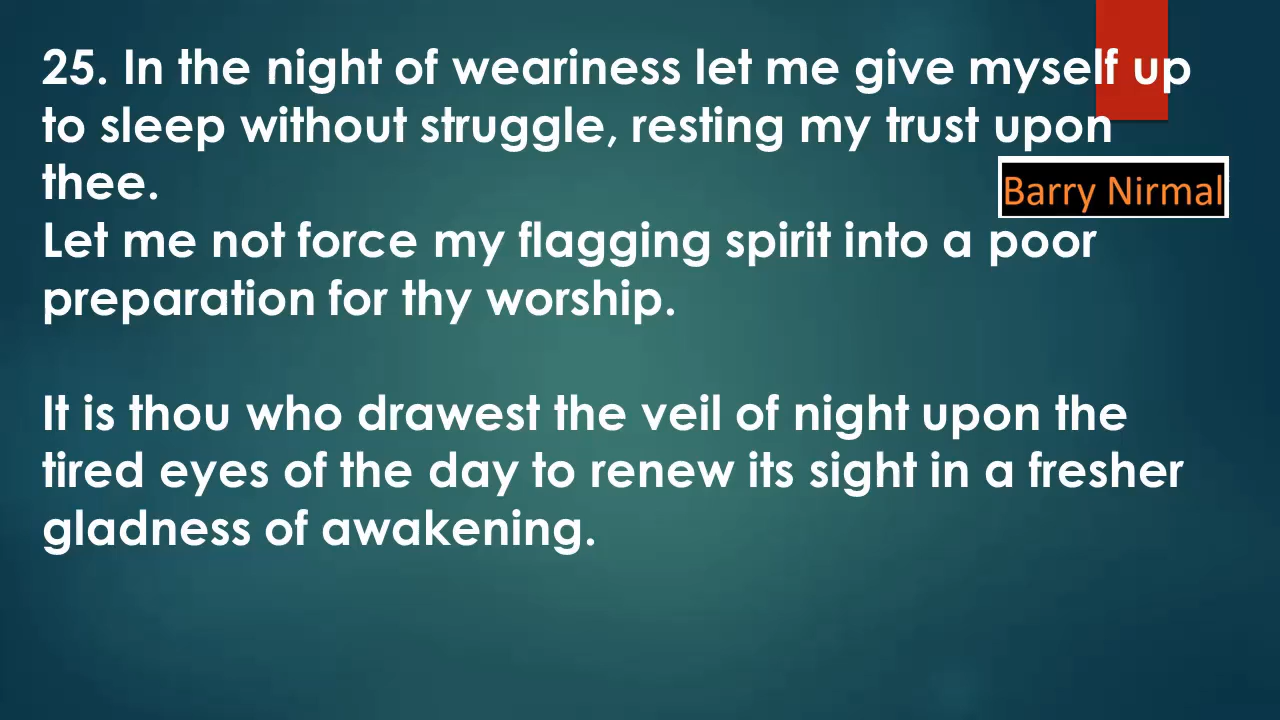 25. In the night of weariness let me give myself up
to sleep without struggle, resting my trust upon
thee.
Barry Nirmal
Let me not force my flagging spirit into a poor
preparation for thy worship.
It is thou who drawest the veil of night upon the
tired eyes of the day to renew its sight in a fresher
gladness of awakening.